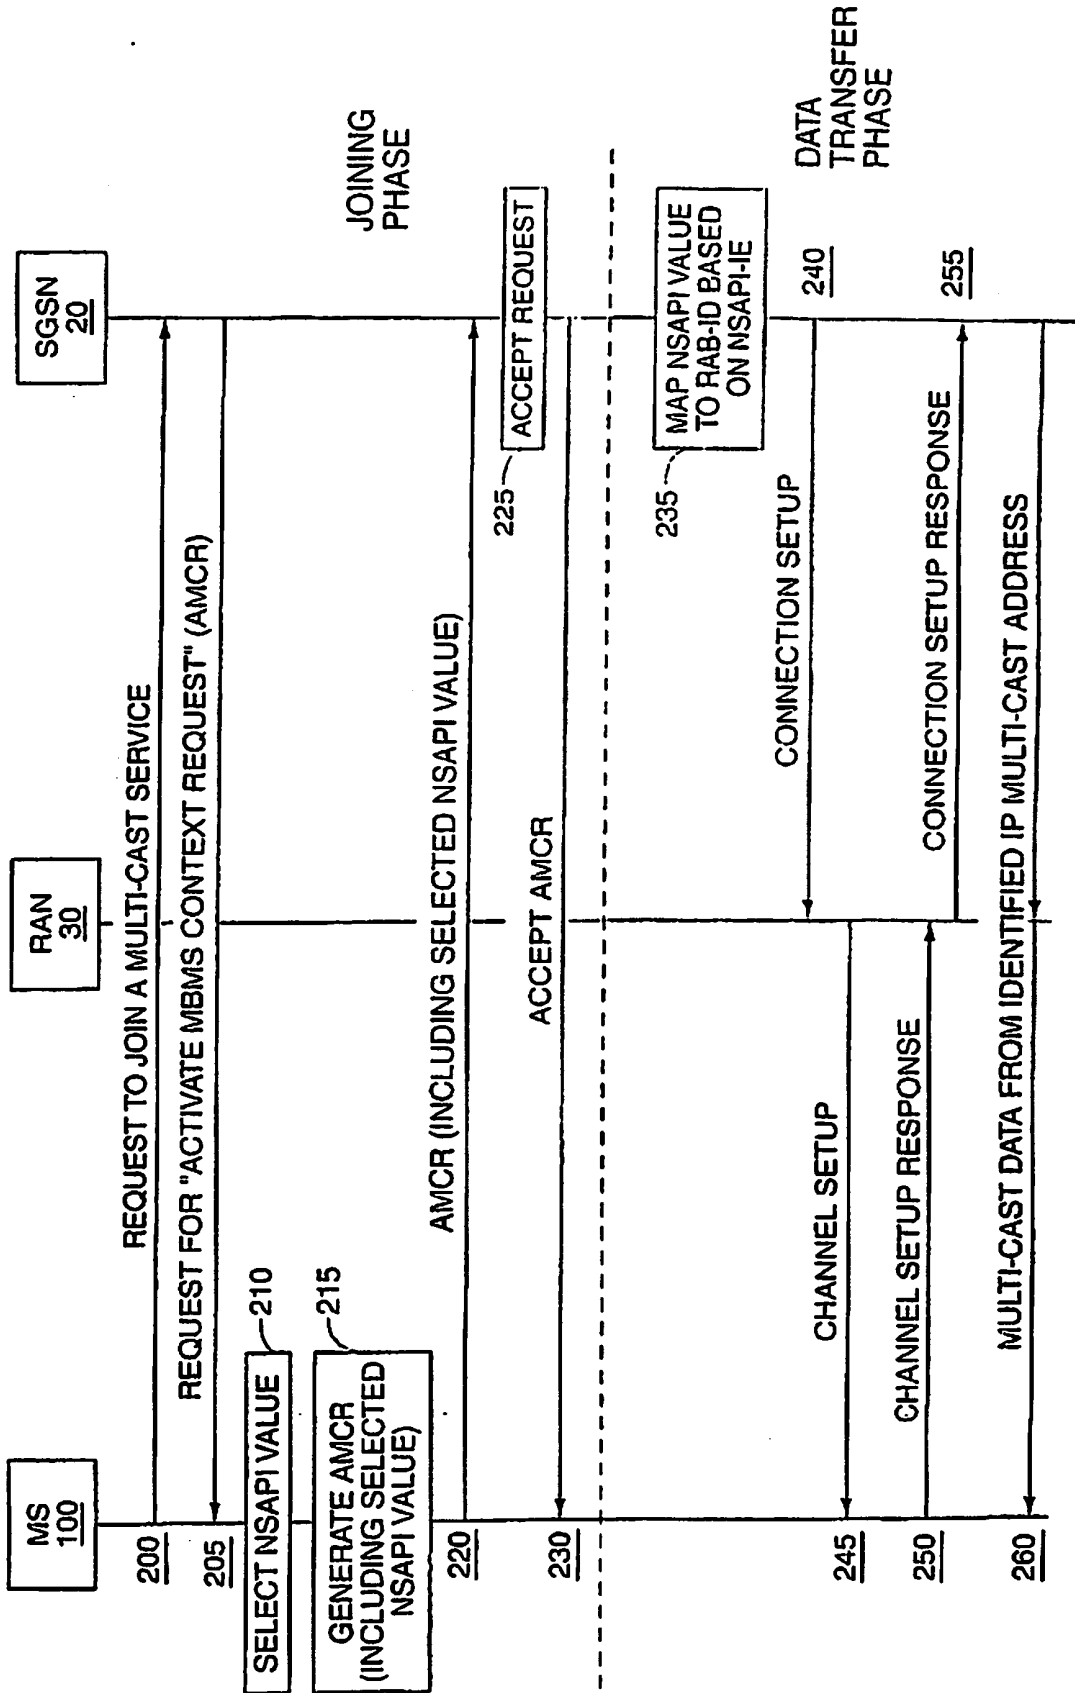 MS
100
RAN
30
SGSN
20
REQUEST TO JOIN A MULTI-CAST SERVICE
200
REQUEST FOR "ACTIVATE MBMS CONTEXT REQUEST" (AMCR)
205
SELECT NSAPI VALUE
210
GENERATE AMCR
(INCLUDING SELECTED
NSAPI VALUE)
215
JOINING
PHASE
AMCR (INCLUDING SELECTED NSAPI VALUE)
220
225
ACCEPT REQUEST
ACCEPT AMCR
230
235
MAP NSAPI VALUE
TO RAB-ID BASED
ON NSAPI-IE
DATA
TRANSFER
PHASE
CONNECTION SETUP
240
CHANNEL SETUP
245
CHANNEL SETUP RESPONSE
250
CONNECTION SETUP RESPONSE
255
MULTI-CAST DATA FROM IDENTIFIED IP MULTI-CAST ADDRESS
260